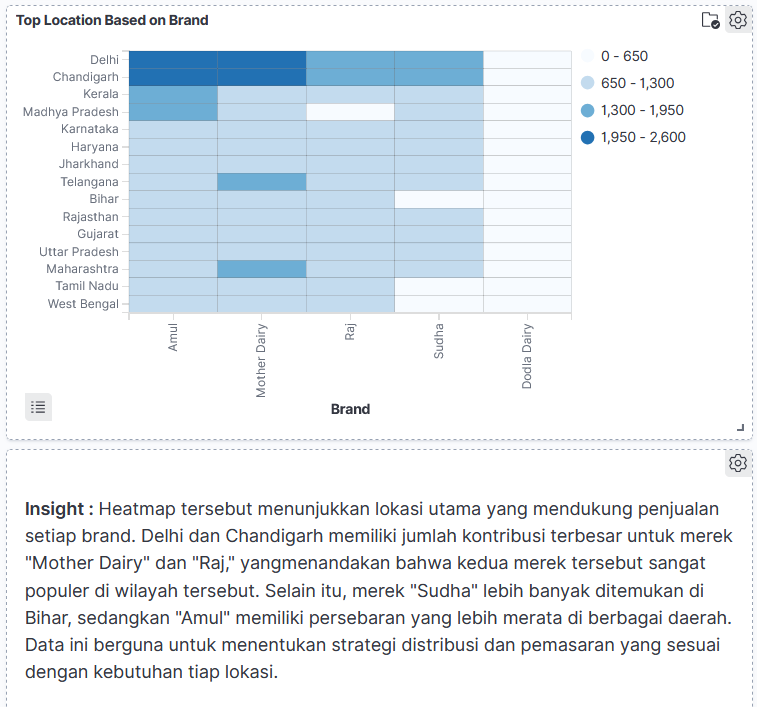 Top Location Based on Brand
Delhi
Chandigarh
Kerala
Madhya Pradesh
Karnataka
Haryana
Jharkhand
Telangana
Bihar
Rajasthan
Gujarat
Uttar Pradesh
Maharashtra
Tamil Nadu
West Bengal
0 - 650
650 - 1,300
1,300 - 1,950
1,950 - 2,600
Amul
Mother Dairy
Raj
Sudha
Dodla Dairy
Brand
Insight : Heatmap tersebut menunjukkan lokasi utama yang mendukung penjualan
setiap brand. Delhi dan Chandigarh memiliki jumlah kontribusi terbesar untuk merek
"Mother Dairy" dan "Raj," yangmenandakan bahwa kedua merek tersebut sangat
populer di wilayah tersebut. Selain itu, merek "Sudha" lebih banyak ditemukan di
Bihar, sedangkan "Amul" memiliki persebaran yang lebih merata di berbagai daerah.
Data ini berguna untuk menentukan strategi distribusi dan pemasaran yang sesuai
dengan kebutuhan tiap lokasi.